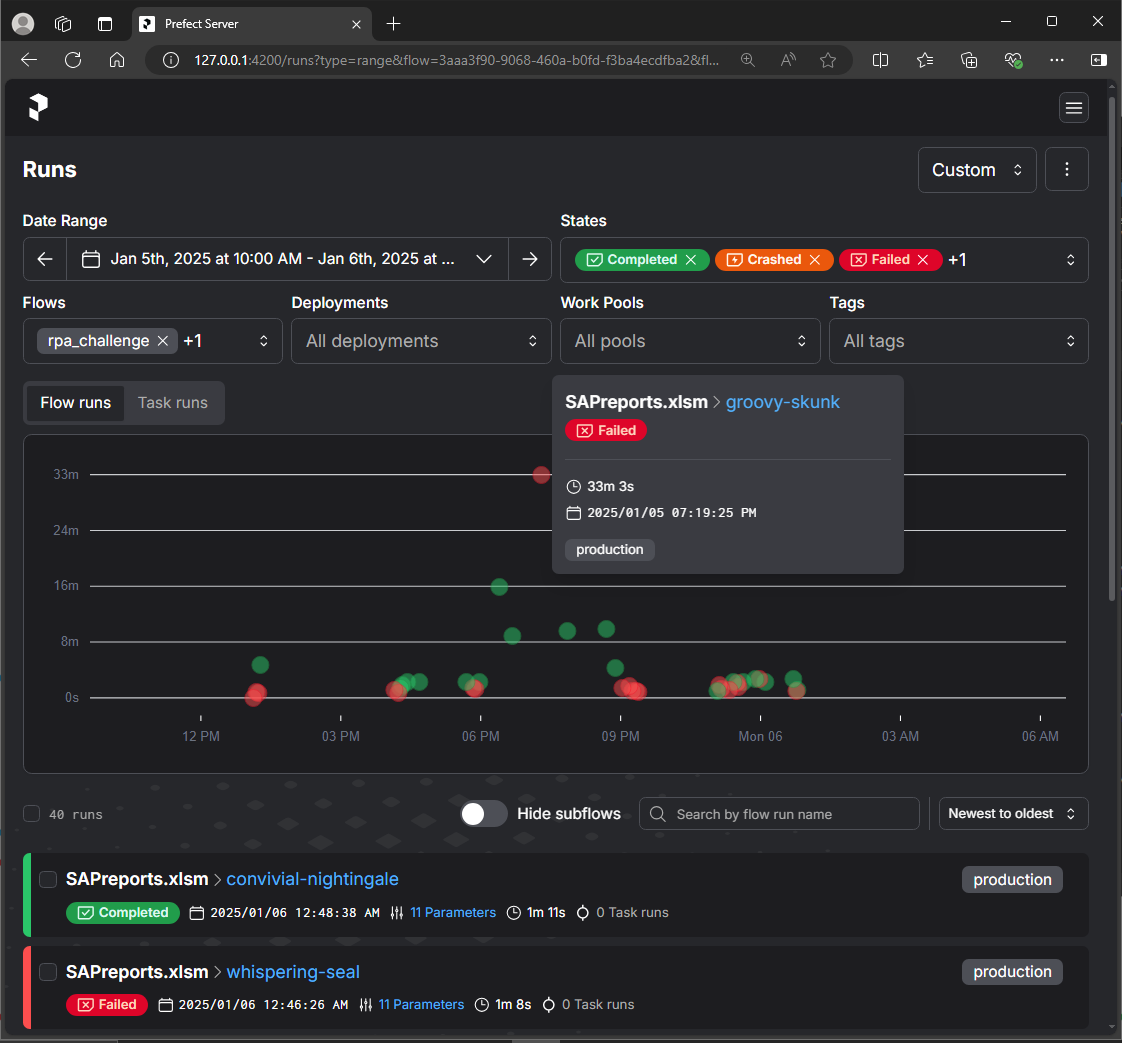 Prefect Server
127.0.0.1:4200/runs?type=range&flow=3aaa3f90-9068-460a-b0fd-f3ba4ecdfba2&fl...
Runs
Custom
Date Range
States
Jan 5th, 2025 at 10:00 AM - Jan 6th, 2025 at ...
Completed
Crashed
Failed
+1
Flows
Deployments
Work Pools
Tags
rpa_challenge
+1
All deployments
All pools
All tags
Flow runs
Task runs
SAPreports.xlsm > groovy-skunk
Failed
33m 3s
2025/01/05 07:19:25 PM
production
33m
24m
16m
8m
0s
12 PM
03 PM
06 PM
09 PM
Mon 06
03 AM
06 AM
40 runs
Hide subflows
Search by flow run name
Newest to oldest
SAPreports.xlsm > convivial-nightingale
production
Completed
2025/01/06 12:48:38 AM
11 Parameters
1m 11s
0 Task runs
SAPreports.xlsm > whispering-seal
production
Failed
2025/01/06 12:46:26 AM
11 Parameters
1m 8s
0 Task runs